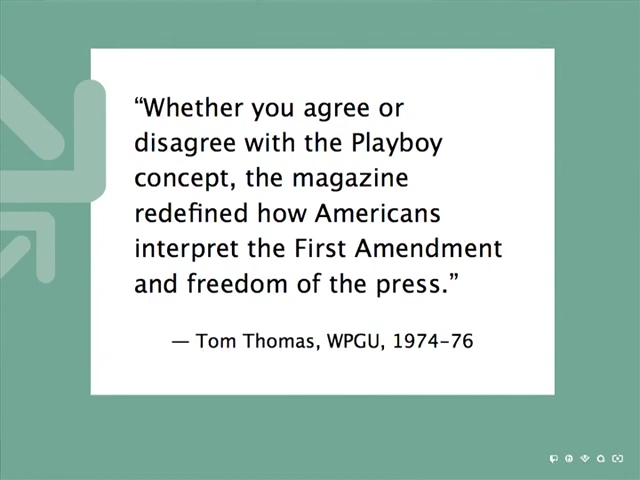 “Whether you agree or
disagree with the Playboy
concept, the magazine
redefined how Americans
interpret the First Amendment
and freedom of the press.”
— Tom Thomas, WPGU, 1974–76